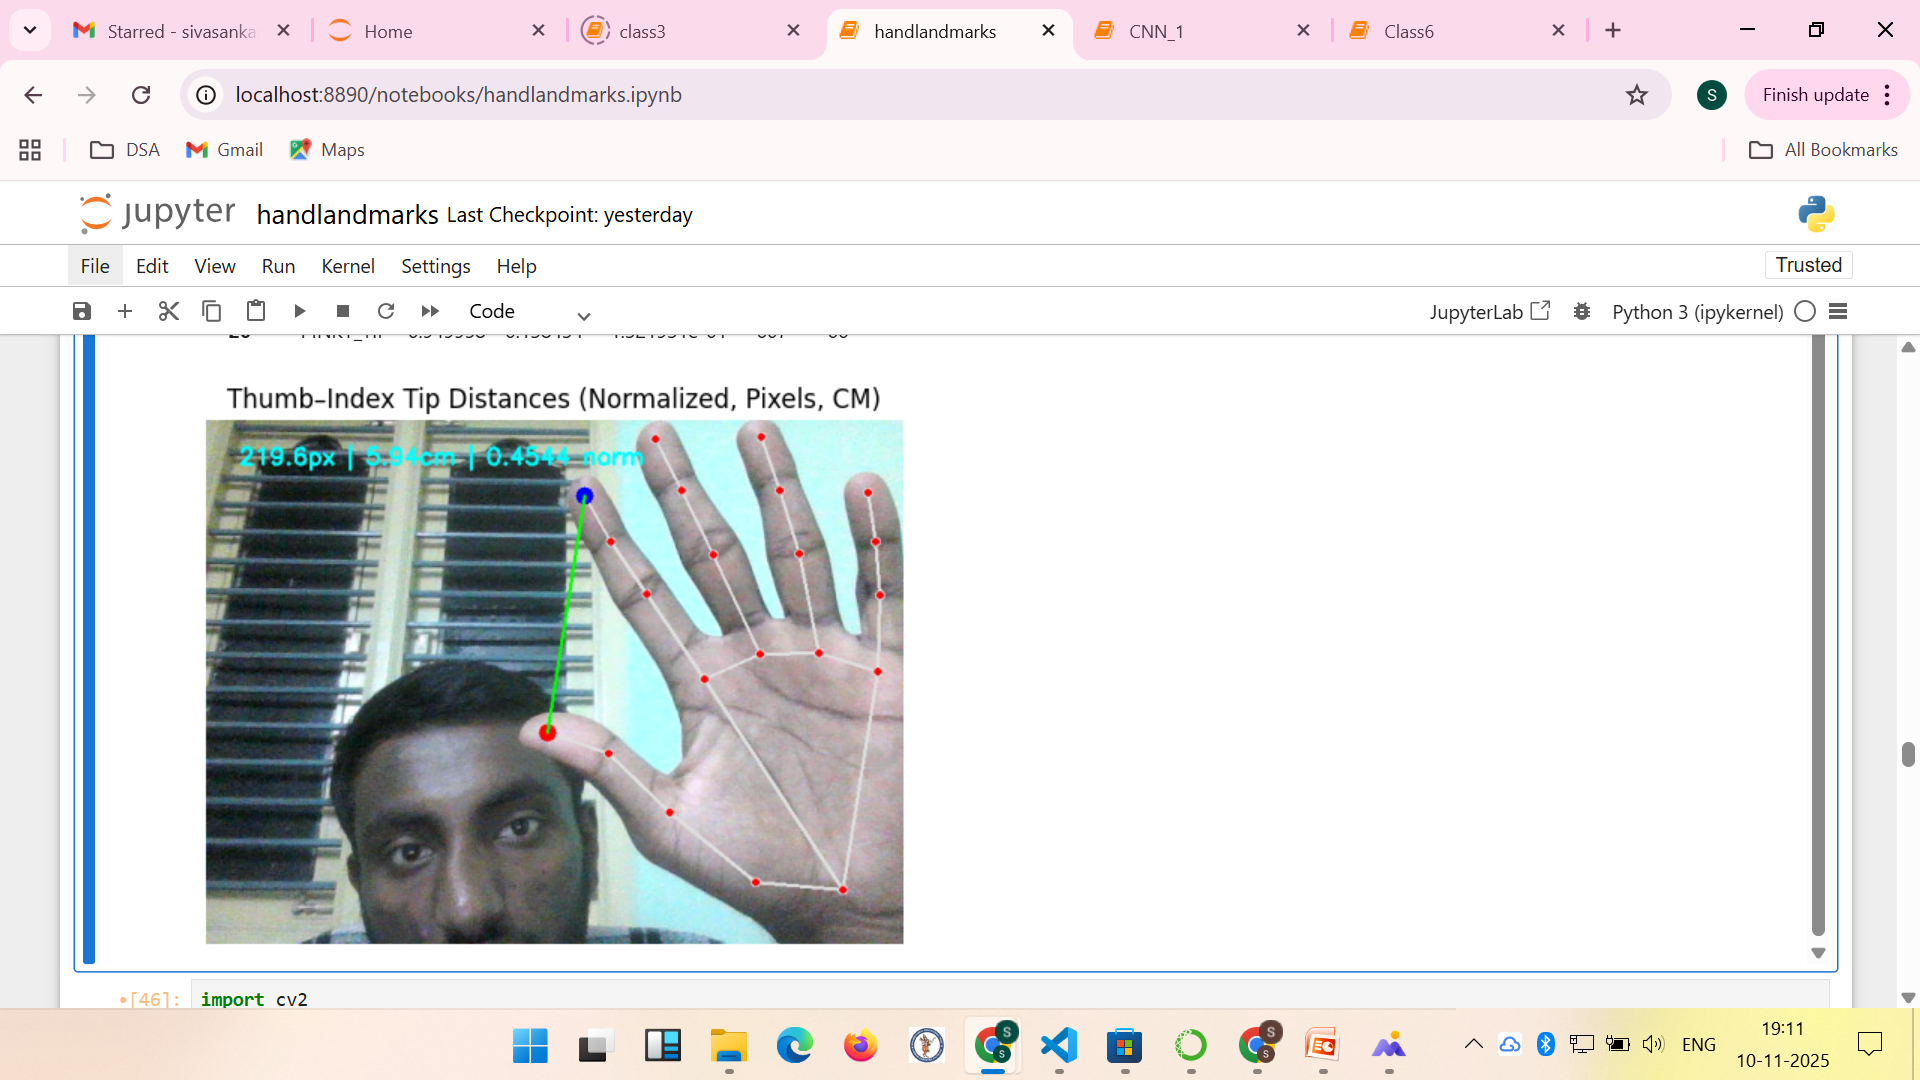 Starred - sivasanka
Home
class3
handlandmarks
CNN_1
Class6
localhost:8890/notebooks/handlandmarks.ipynb
S
Finish update
DSA
Gmail
Maps
All Bookmarks
jupyter
handlandmarks Last Checkpoint: yesterday
File Edit View Run Kernel Settings Help
Trusted
Code
JupyterLab
Python 3 (ipykernel)
Thumb–Index Tip Distances (Normalized, Pixels, CM)
219.6px | 5.94cm | 0.4544 norm
[46]:
import cv2
ENG
19:11
10-11-2025